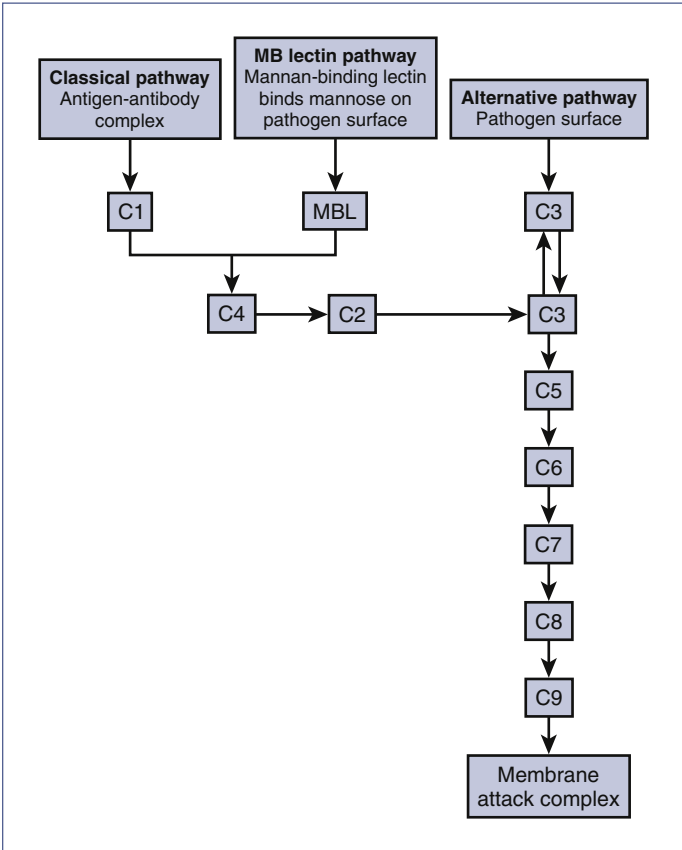 Classical pathway
Antigen-antibody
complex
MB lectin pathway
Mannan-binding lectin
binds mannose on
pathogen surface
Alternative pathway
Pathogen surface
C1
MBL
C3
C4
C2
C3
C5
C6
C7
C8
C9
Membrane
attack complex